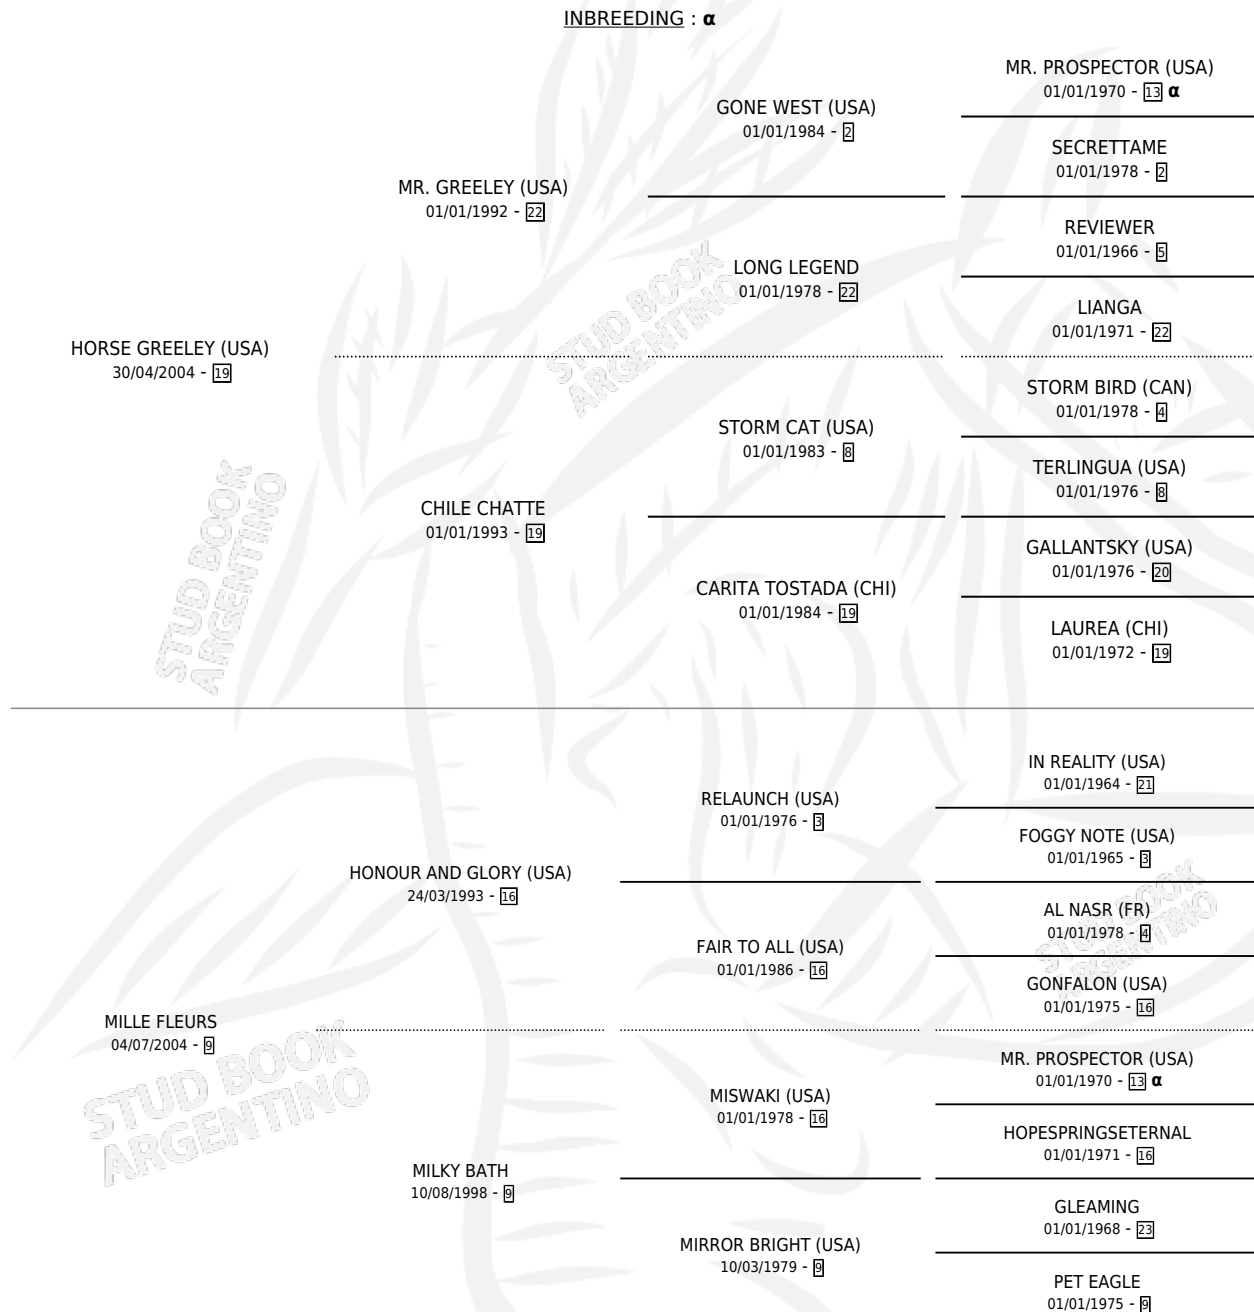 INBREEDING : α
MR. PROSPECTOR (USA)
01/01/1970 - 13 α
GONE WEST (USA)
01/01/1984 - 2
SECRETTAME
01/01/1978 - 2
MR. GREELEY (USA)
01/01/1992 - 22
REVIEWER
01/01/1966 - 5
LONG LEGEND
01/01/1978 - 22
LIANGA
01/01/1971 - 22
HORSE GREELEY (USA)
30/04/2004 - 19
STORM BIRD (CAN)
01/01/1978 - 4
STORM CAT (USA)
01/01/1983 - 8
TERLINGUA (USA)
01/01/1976 - 8
CHILE CHATTE
01/01/1993 - 19
GALLANTSKY (USA)
01/01/1976 - 20
CARITA TOSTADA (CHI)
01/01/1984 - 19
LAUREA (CHI)
01/01/1972 - 19
IN REALITY (USA)
01/01/1964 - 21
RELAUNCH (USA)
01/01/1976 - 3
FOGGY NOTE (USA)
01/01/1965 - 3
HONOUR AND GLORY (USA)
24/03/1993 - 16
AL NASR (FR)
01/01/1978 - 4
FAIR TO ALL (USA)
01/01/1986 - 16
GONFALON (USA)
01/01/1975 - 16
MILLE FLEURS
04/07/2004 - 9
MR. PROSPECTOR (USA)
01/01/1970 - 13 α
MISWAKI (USA)
01/01/1978 - 16
HOPESPRINGSETERNAL
01/01/1971 - 16
MILKY BATH
10/08/1998 - 9
GLEAMING
01/01/1968 - 23
MIRROR BRIGHT (USA)
10/03/1979 - 9
PET EAGLE
01/01/1975 - 9
STUD BOOK
ARGENTINO
STUD BOOK
ARGENTINO
STUD BOOK
ARGENTINO
STUD BOOK
ARGENTINO